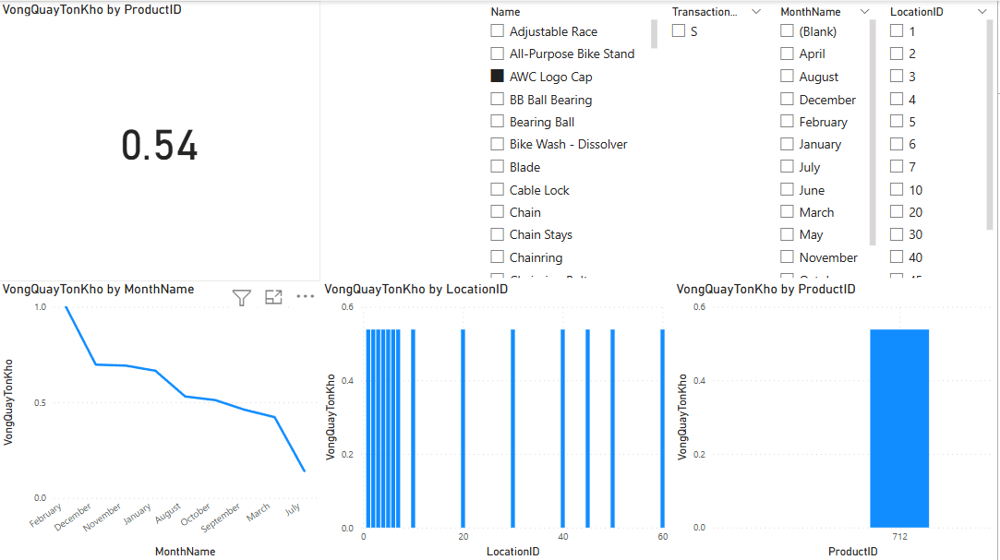 VongQuayTonKho by ProductID
0.54
Name
Adjustable Race
All-Purpose Bike Stand
AWC Logo Cap
BB Ball Bearing
Bearing Ball
Bike Wash - Dissolver
Blade
Cable Lock
Chain
Chain Stays
Chainring
Transaction...
S
MonthName
(Blank)
April
August
December
February
January
July
June
March
May
November
LocationID
1
2
3
4
5
6
7
10
20
30
40
VongQuayTonKho by MonthName
VongQuayTonKho
1.0
0.5
0.0
February
December
November
January
August
October
September
March
July
MonthName
VongQuayTonKho by LocationID
VongQuayTonKho
0.6
0.4
0.2
0.0
0
20
40
60
LocationID
VongQuayTonKho by ProductID
VongQuayTonKho
0.6
0.4
0.2
0.0
712
ProductID